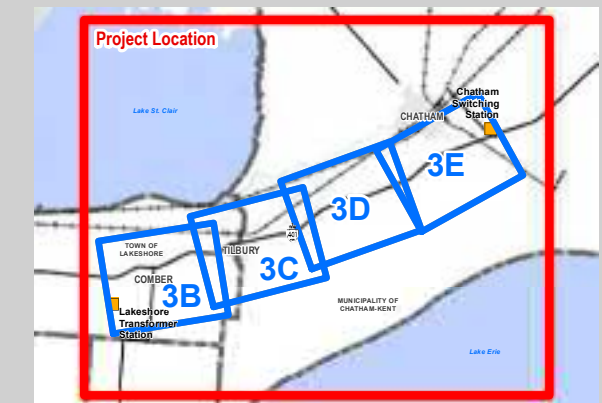 Project Location
Chatham
Switching
Station
Lake St. Clair
CHATHAM
3E
3D
TOWN OF
LAKESHORE
TILBURY
401
3C
COMBER
3B
MUNICIPALITY OF
CHATHAM-KENT
Lakeshore
Transformer
Station
Lake Erie